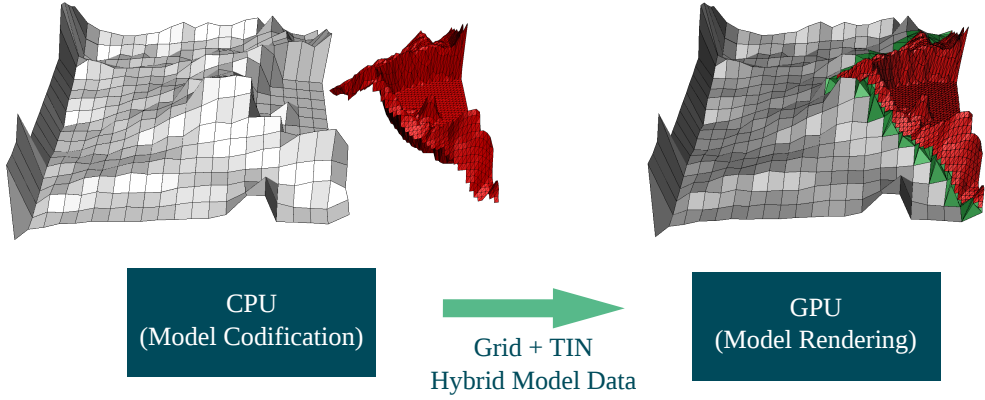 CPU
(Model Codification)
Grid + TIN
Hybrid Model Data
GPU
(Model Rendering)